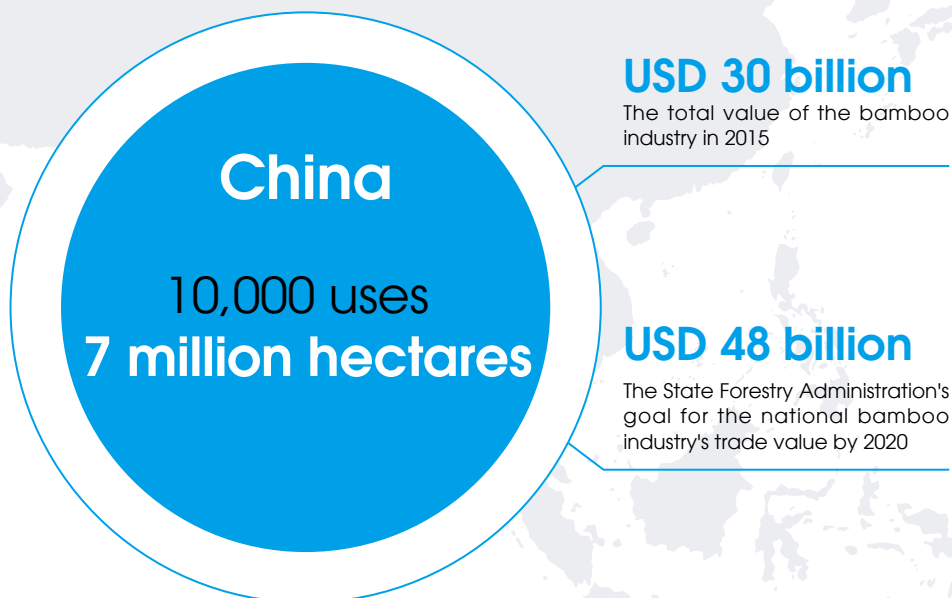 China
10,000 uses
7 million hectares
USD 30 billion
The total value of the bamboo
industry in 2015
USD 48 billion
The State Forestry Administration's
goal for the national bamboo
industry's trade value by 2020